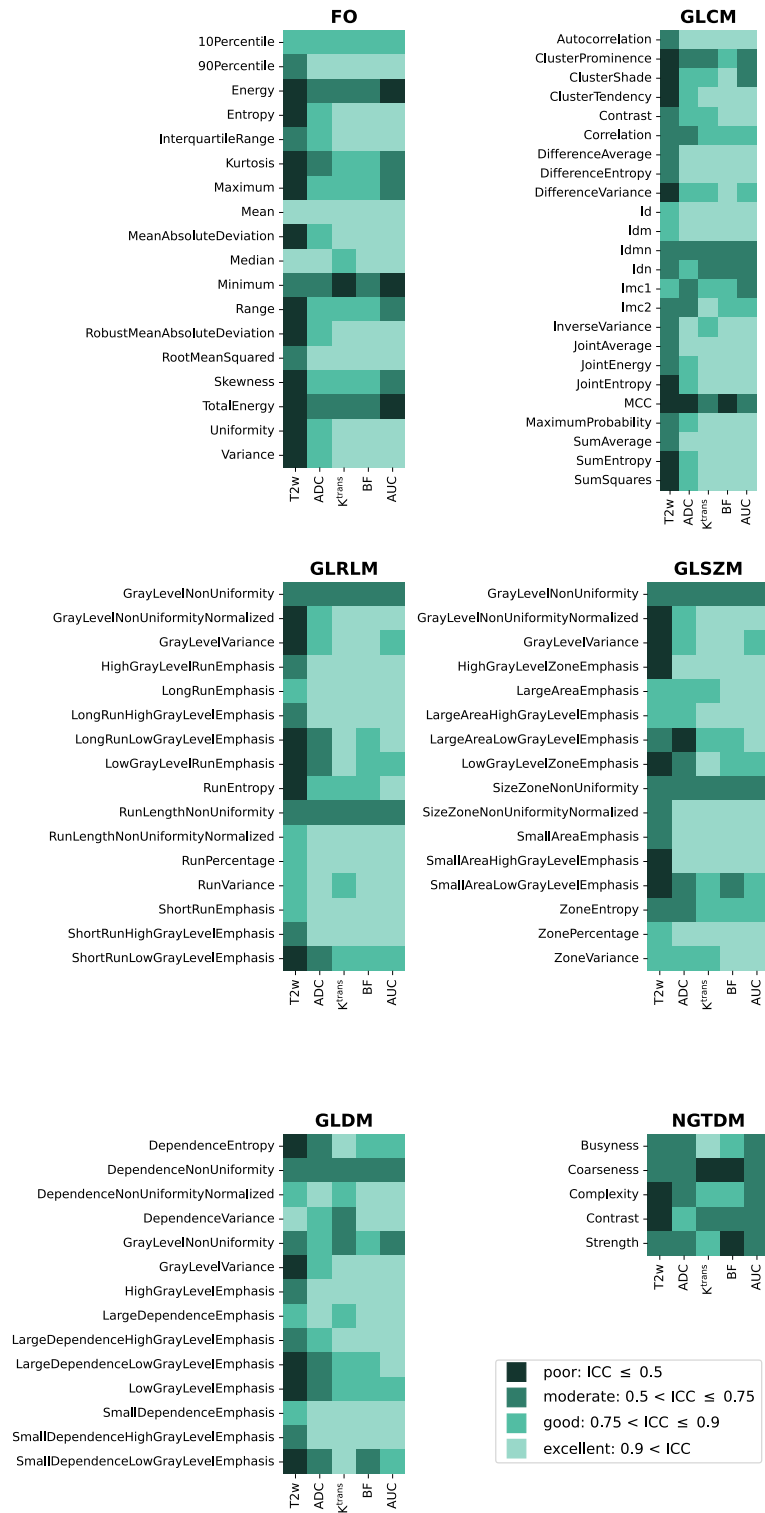 FO
10Percentile
90Percentile
Energy
Entropy
InterquartileRange
Kurtosis
Maximum
Mean
MeanAbsoluteDeviation
Median
Minimum
Range
RobustMeanAbsoluteDeviation
RootMeanSquared
Skewness
TotalEnergy
Uniformity
Variance
T2w
ADC
K^trans
BF
AUC
GLCM
Autocorrelation
ClusterProminence
ClusterShade
ClusterTendency
Contrast
Correlation
DifferenceAverage
DifferenceEntropy
DifferenceVariance
Id
Idm
Idmn
Idn
Imc1
Imc2
InverseVariance
JointAverage
JointEnergy
JointEntropy
MCC
MaximumProbability
SumAverage
SumEntropy
SumSquares
T2w
ADC
K^trans
BF
AUC
GLRLM
GrayLevelNonUniformity
GrayLevelNonUniformityNormalized
GrayLevelVariance
HighGrayLevelRunEmphasis
LongRunEmphasis
LongRunHighGrayLevelEmphasis
LongRunLowGrayLevelEmphasis
LowGrayLevelRunEmphasis
RunEntropy
RunLengthNonUniformity
RunLengthNonUniformityNormalized
RunPercentage
RunVariance
ShortRunEmphasis
ShortRunHighGrayLevelEmphasis
ShortRunLowGrayLevelEmphasis
T2w
ADC
K^trans
BF
AUC
GLSZM
GrayLevelNonUniformity
GrayLevelNonUniformityNormalized
GrayLevelVariance
HighGrayLevelZoneEmphasis
LargeAreaEmphasis
LargeAreaHighGrayLevelEmphasis
LargeAreaLowGrayLevelEmphasis
LowGrayLevelZoneEmphasis
SizeZoneNonUniformity
SizeZoneNonUniformityNormalized
SmallAreaEmphasis
SmallAreaHighGrayLevelEmphasis
SmallAreaLowGrayLevelEmphasis
ZoneEntropy
ZonePercentage
ZoneVariance
T2w
ADC
K^trans
BF
AUC
GLDM
DependenceEntropy
DependenceNonUniformity
DependenceNonUniformityNormalized
DependenceVariance
GrayLevelNonUniformity
GrayLevelVariance
HighGrayLevelEmphasis
LargeDependenceEmphasis
LargeDependenceHighGrayLevelEmphasis
LargeDependenceLowGrayLevelEmphasis
LowGrayLevelEmphasis
SmallDependenceEmphasis
SmallDependenceHighGrayLevelEmphasis
SmallDependenceLowGrayLevelEmphasis
T2w
ADC
K^trans
BF
AUC
NGTDM
Busyness
Coarseness
Complexity
Contrast
Strength
T2w
ADC
K^trans
BF
AUC
poor: ICC ≤ 0.5
moderate: 0.5 < ICC ≤ 0.75
good: 0.75 < ICC ≤ 0.9
excellent: 0.9 < ICC